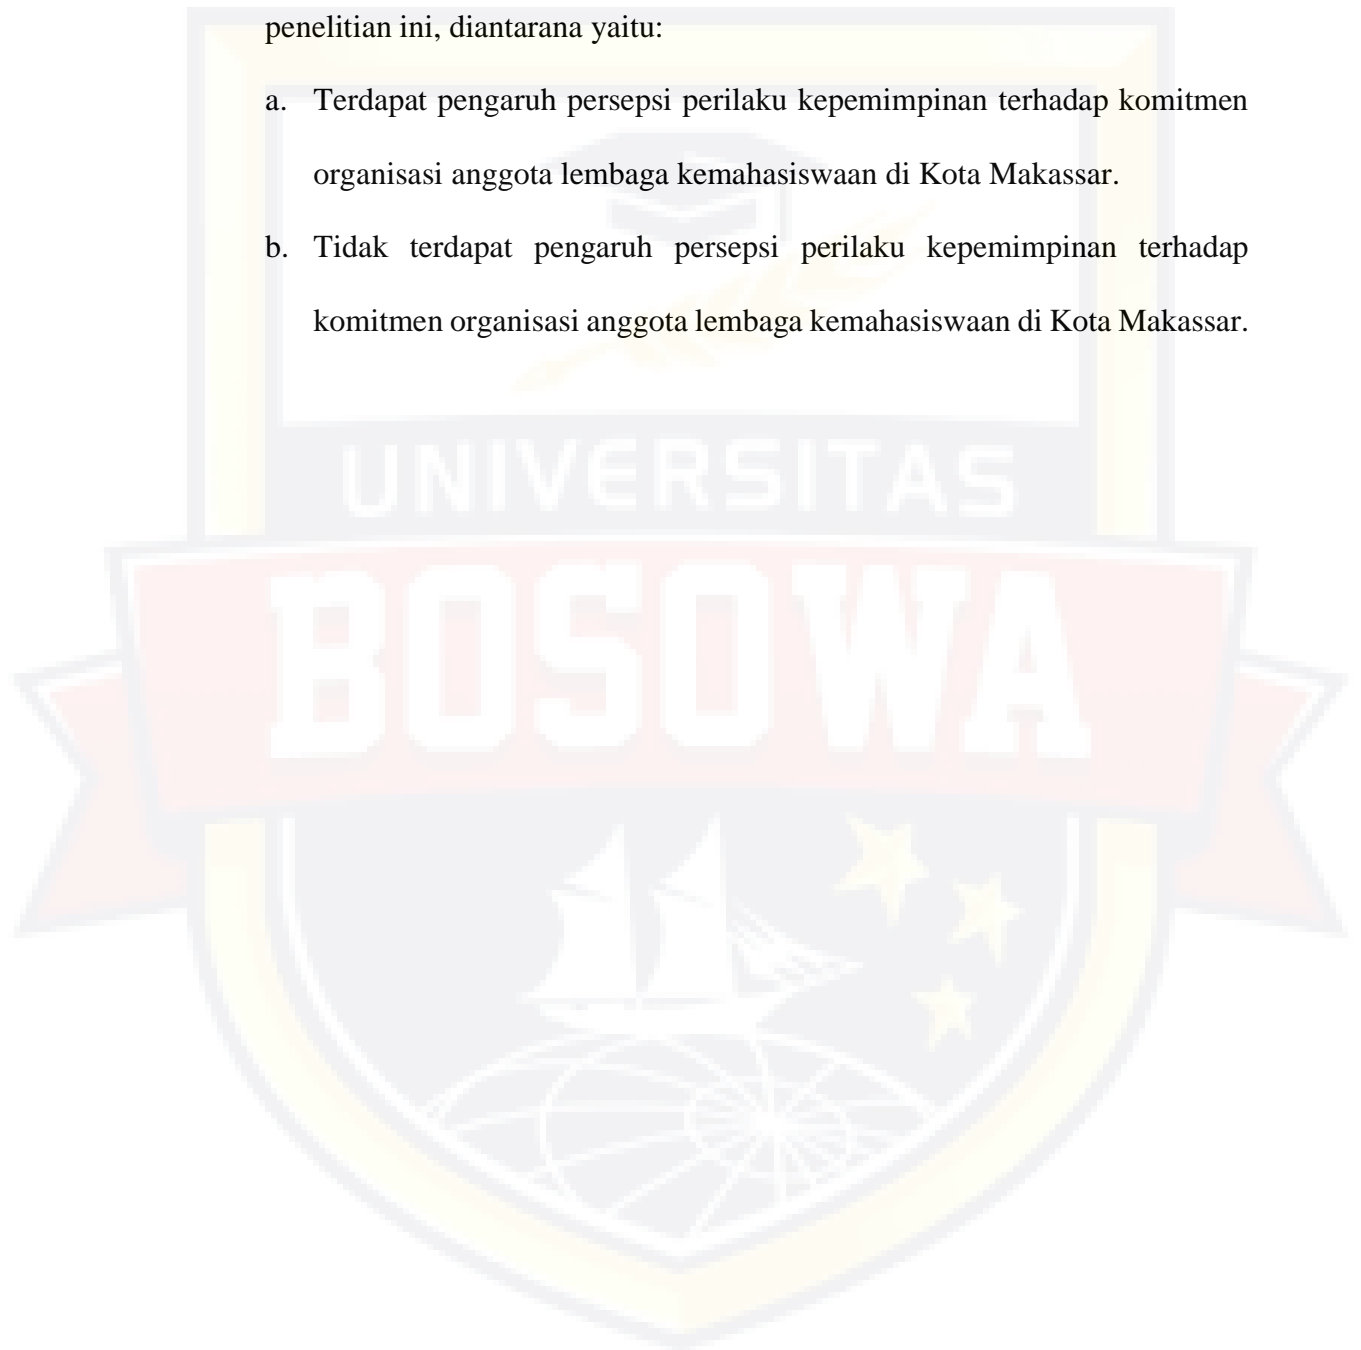 penelitian ini, diantarana yaitu:
a. Terdapat pengaruh persepsi perilaku kepemimpinan terhadap komitmen
organisasi anggota lembaga kemahasiswaan di Kota Makassar.
b. Tidak terdapat pengaruh persepsi perilaku kepemimpinan terhadap
komitmen organisasi anggota lembaga kemahasiswaan di Kota Makassar.
UNIVERSITAS
BOSOWA